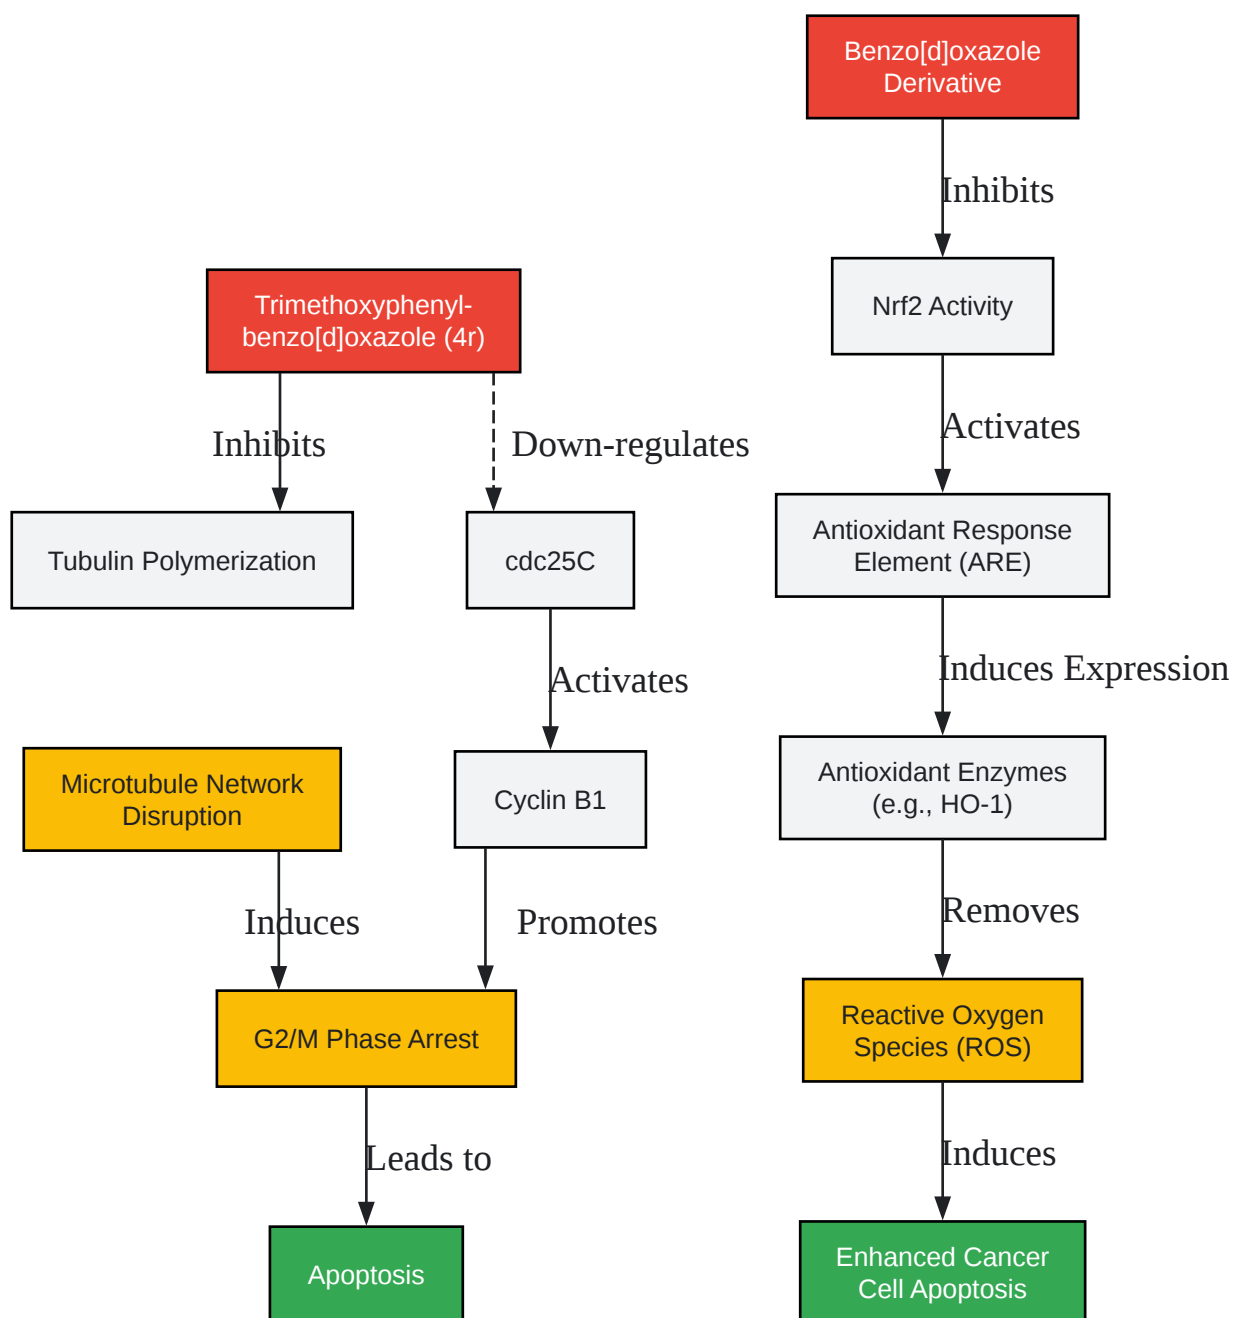 Benzo[d]oxazole
Derivative
Inhibits
Nrf2 Activity
Activates
Antioxidant Response
Element (ARE)
Induces Expression
Antioxidant Enzymes
(e.g., HO-1)
Removes
Reactive Oxygen
Species (ROS)
Induces
Enhanced Cancer
Cell Apoptosis
Trimethoxyphenyl-
benzo[d]oxazole (4r)
Inhibits
Down-regulates
Tubulin Polymerization
cdc25C
Activates
Microtubule Network
Disruption
Cyclin B1
Induces
Promotes
G2/M Phase Arrest
Leads to
Apoptosis